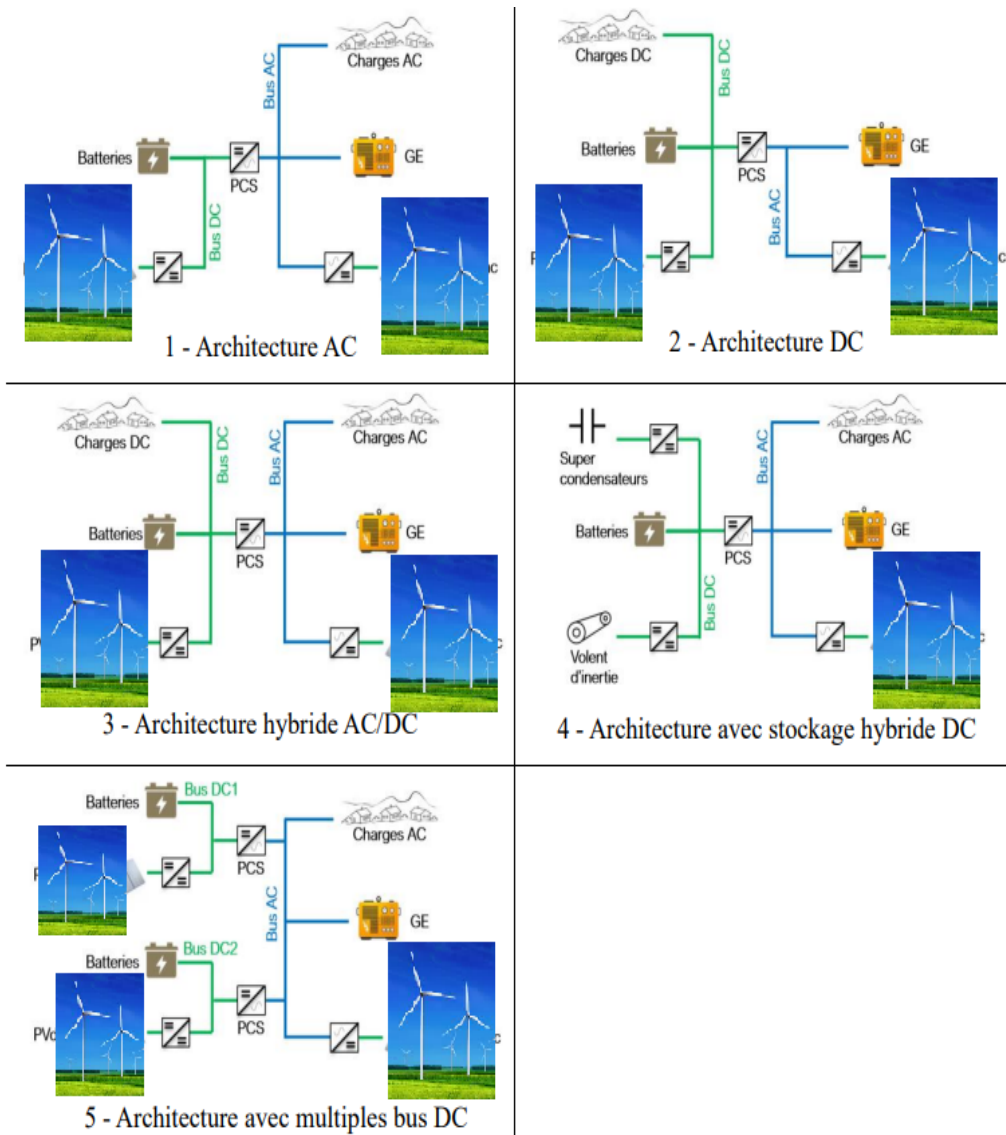 Charges AC
Bus AC
Batteries
PCS
GE
Bus DC
1 - Architecture AC
Charges DC
Bus DC
Batteries
PCS
GE
Bus AC
2 - Architecture DC
Charges DC
Charges AC
Bus DC
Bus AC
Batteries
PCS
GE
3 - Architecture hybride AC/DC
Super
condensateurs
Charges AC
Bus AC
Batteries
PCS
GE
Bus DC
Volent
d'inertie
4 - Architecture avec stockage hybride DC
Batteries
Bus DC1
Charges AC
PCS
Bus AC
GE
Batteries
Bus DC2
PCS
5 - Architecture avec multiples bus DC